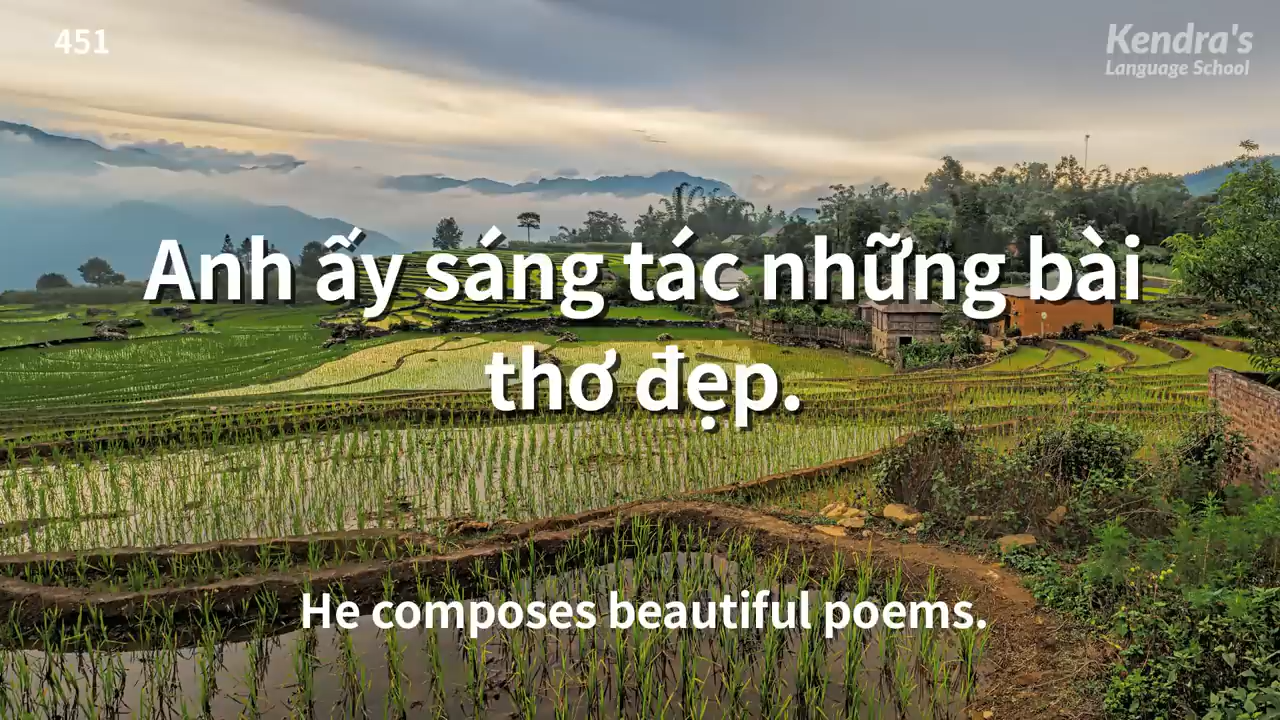 451
Kendra's
Language School
Anh ấy sáng tác những bài
thơ đẹp.
He composes beautiful poems.